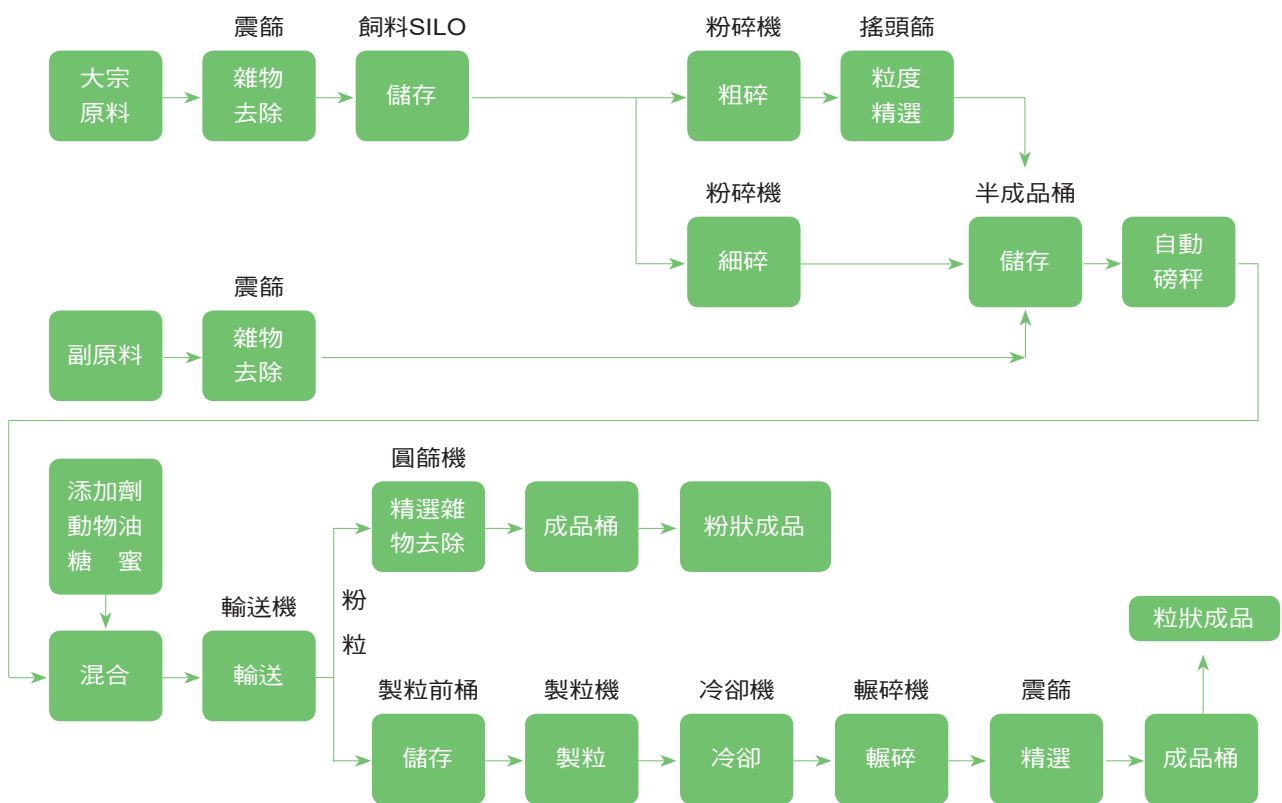 震篩
飼料SILO
粉碎機
搖頭篩
大宗
原料
雜物
去除
儲存
粗碎
粒度
精選
粉碎機
半成品桶
細碎
儲存
自動
磅秤
震篩
副原料
雜物
去除
圓篩機
添加劑
動物油
糖　蜜
精選雜
物去除
成品桶
粉狀成品
粉
粒
輸送機
粒狀成品
混合
輸送
製粒前桶
製粒機
冷卻機
輾碎機
震篩
儲存
製粒
冷卻
輾碎
精選
成品桶